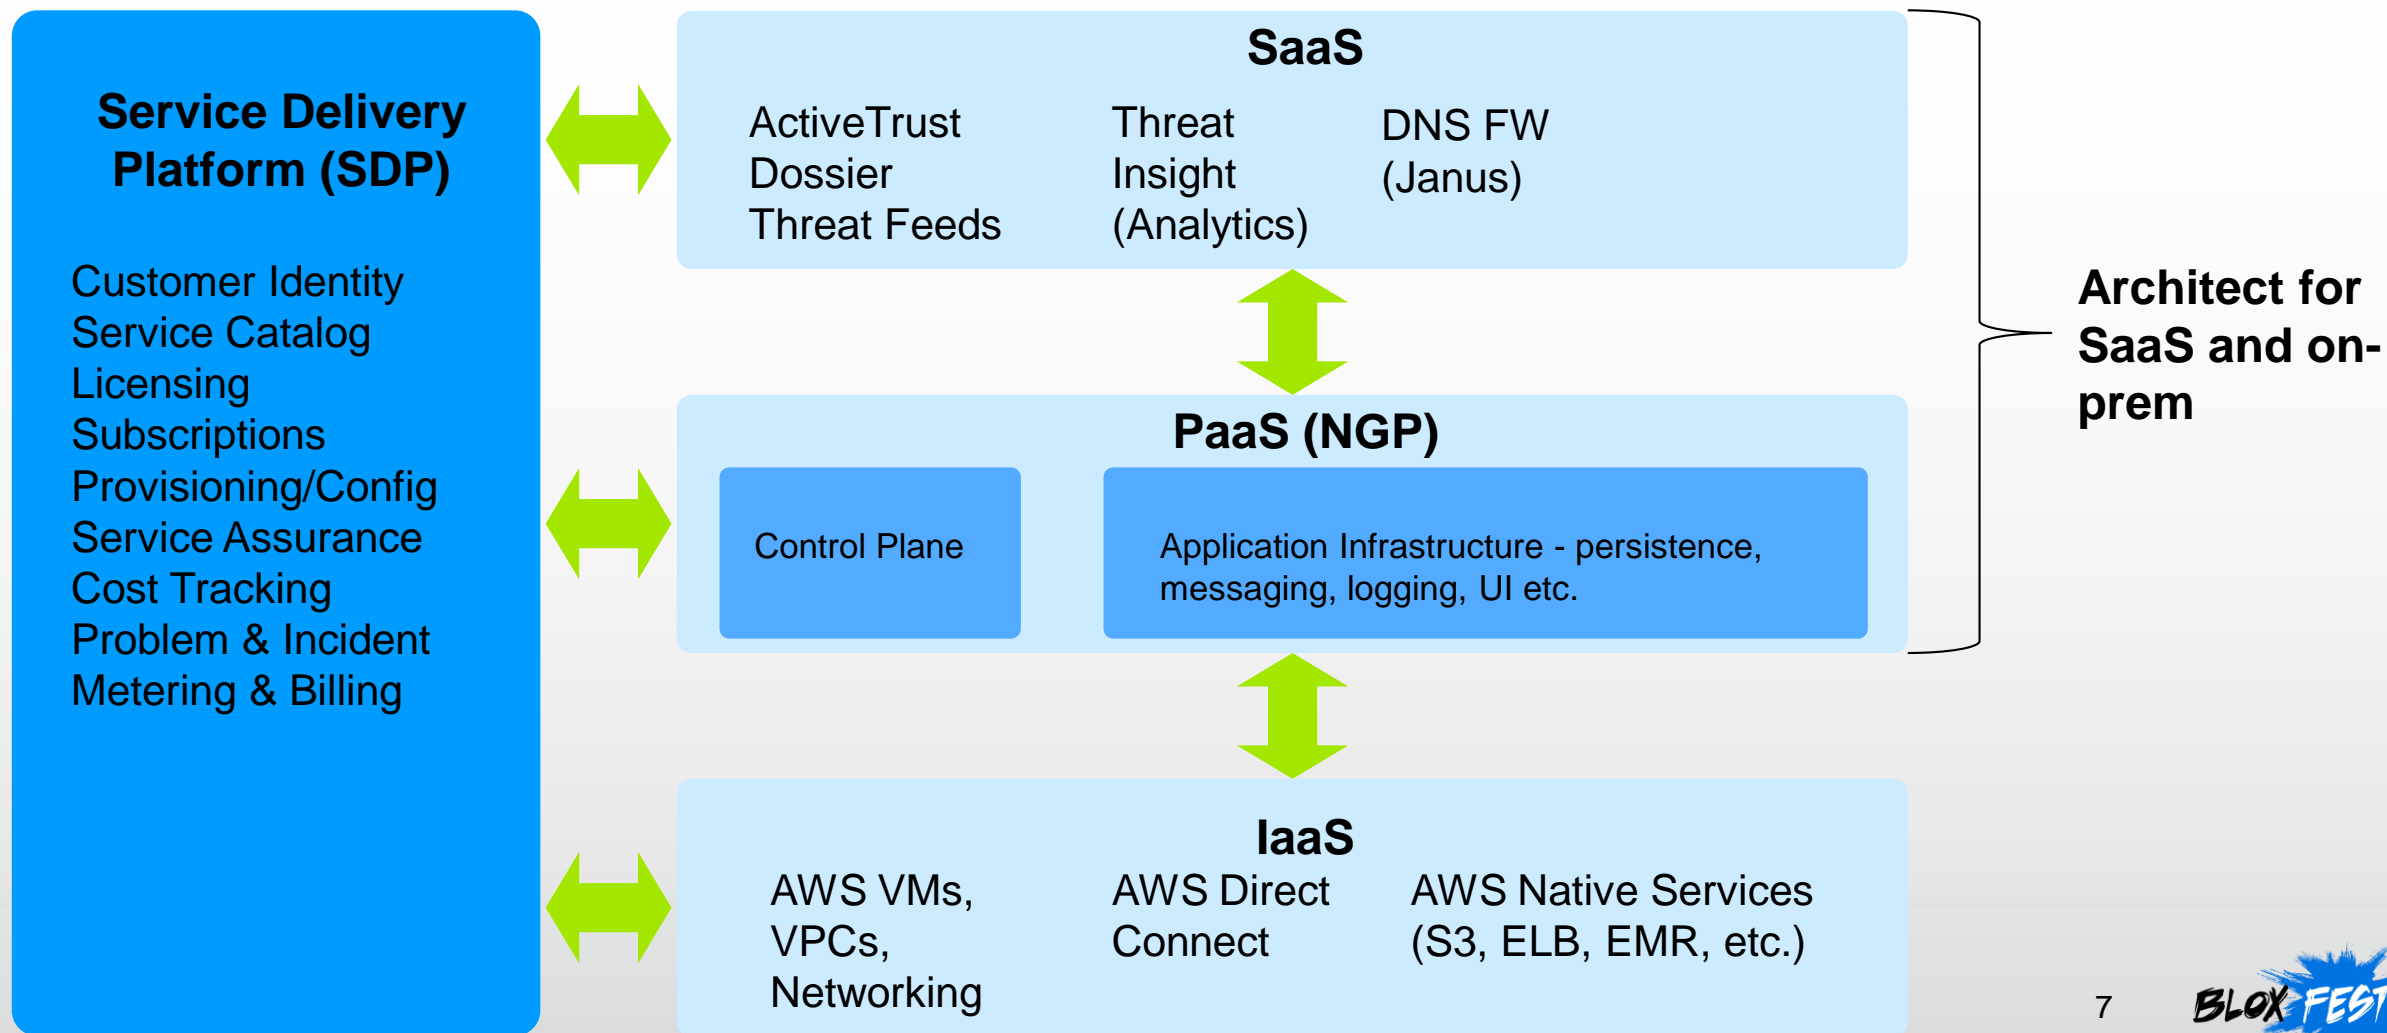 Service Delivery
Platform (SDP)
Customer Identity
Service Catalog
Licensing
Subscriptions
Provisioning/Config
Service Assurance
Cost Tracking
Problem & Incident
Metering & Billing
SaaS
ActiveTrust
Dossier
Threat Feeds
Threat
Insight
(Analytics)
DNS FW
(Janus)
PaaS (NGP)
Control Plane
Application Infrastructure - persistence,
messaging, logging, UI etc.
IaaS
AWS VMs,
VPCs,
Networking
AWS Direct
Connect
AWS Native Services
(S3, ELB, EMR, etc.)
Architect for
SaaS and on-
prem
7
BLOX FEST